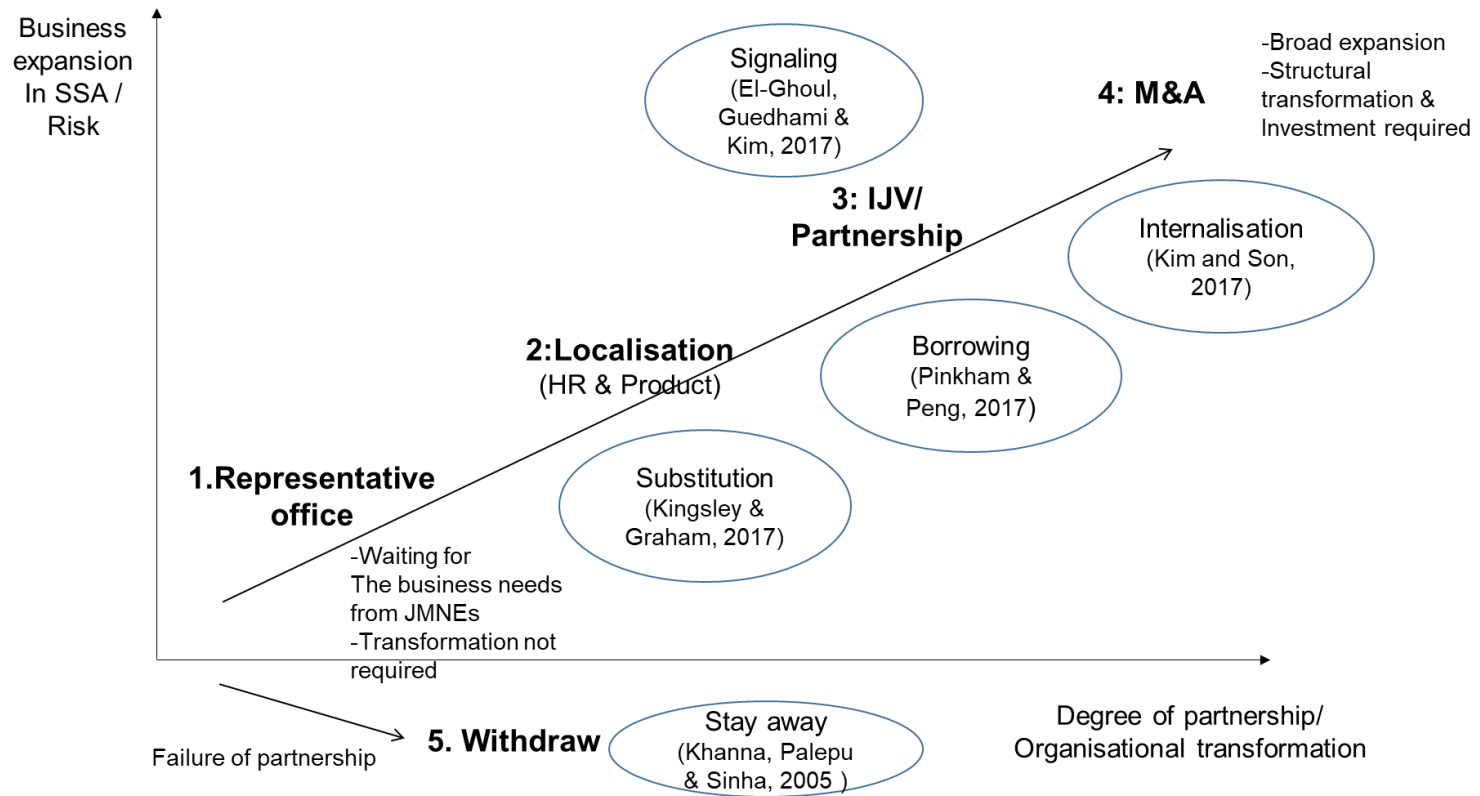 Business
expansion
In SSA /
Risk
Signaling
(El-Ghoul,
Guedhami &
Kim, 2017)
4: M&A
-Broad expansion
-Structural
transformation &
Investment required
3: IJV/
Partnership
Internalisation
(Kim and Son,
2017)
2:Localisation
(HR & Product)
Borrowing
(Pinkham &
Peng, 2017)
1.Representative
office
Substitution
(Kingsley &
Graham, 2017)
-Waiting for
The business needs
from JMNEs
-Transformation not
required
Failure of partnership
5. Withdraw
Stay away
(Khanna, Palepu
& Sinha, 2005 )
Degree of partnership/
Organisational transformation